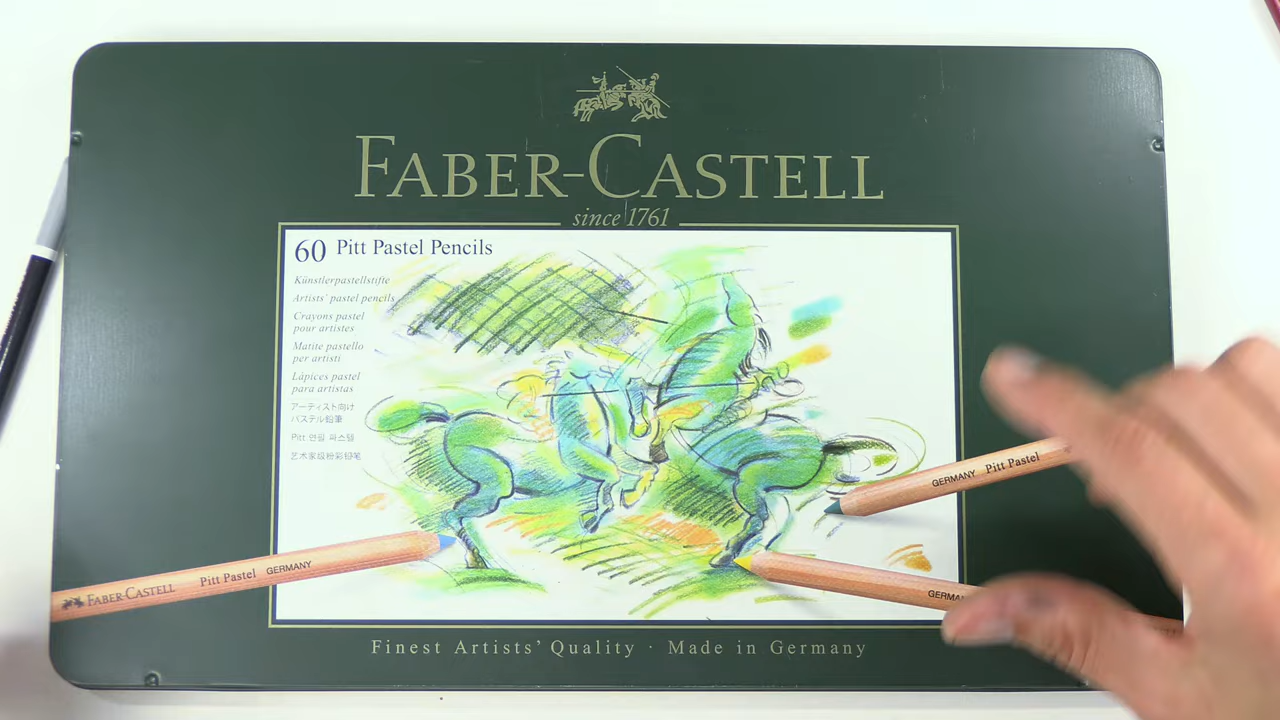 FABER-CASTELL
since 1761
60 Pitt Pastel Pencils
Künstlerpastellstifte
Artists' pastel pencils
Crayons pastel
pour artistes
Matite pastello
per artisti
Lápices pastel
para artistas
アーティスト向け
パステル鉛筆
Pitt 연필 파스텔
艺术家级粉彩铅笔
GERMANY Pitt Pastel
FABER-CASTELL Pitt Pastel GERMANY
Finest Artists' Quality · Made in Germany